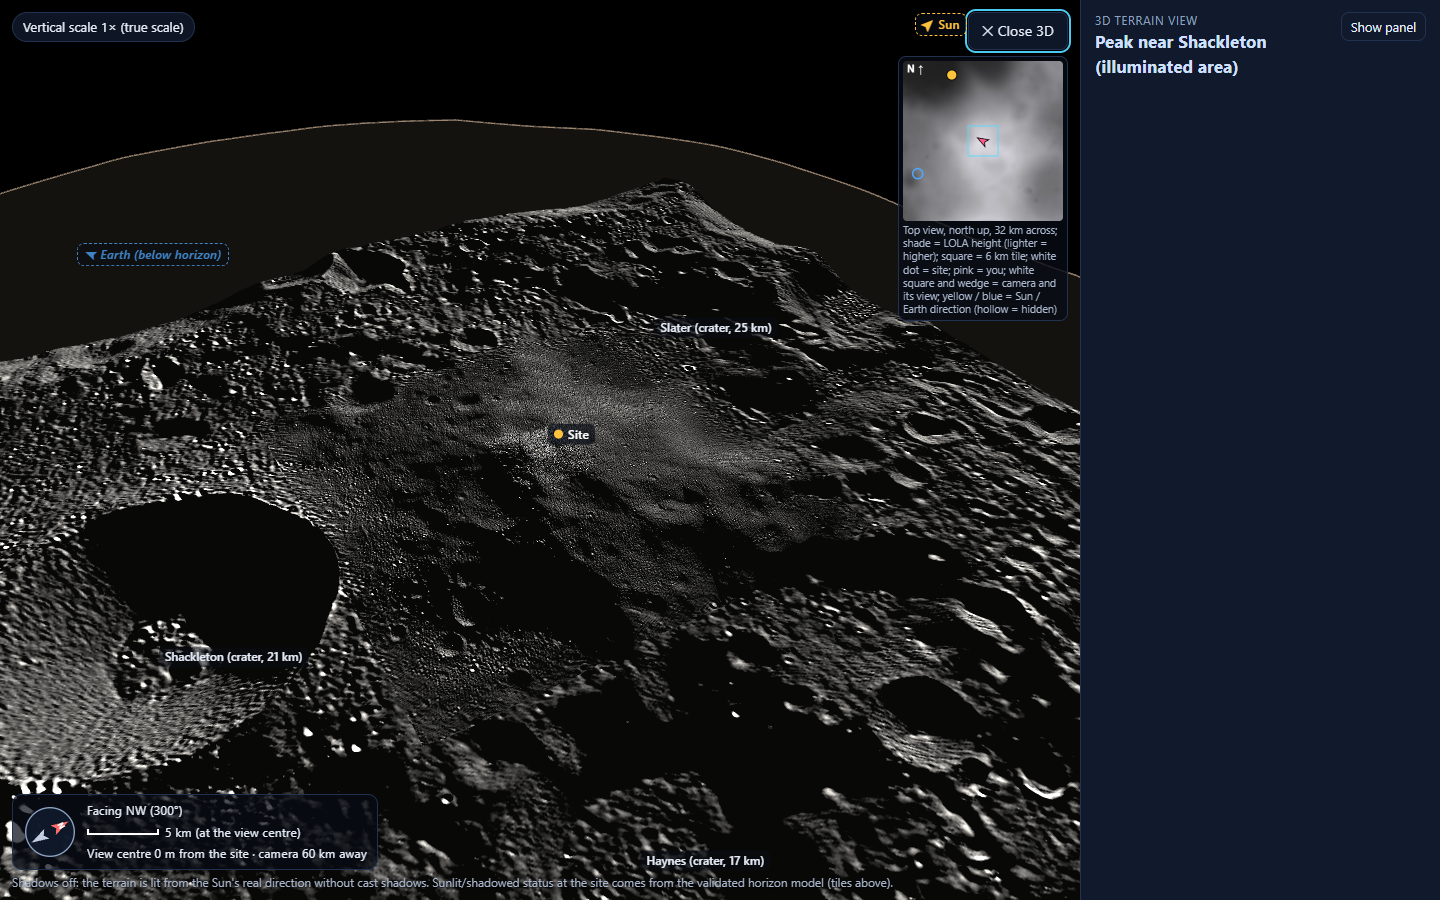 Vertical scale 1× (true scale)
Sun
× Close 3D
N ↑
Top view, north up, 32 km across;
shade = LOLA height (lighter =
higher); square = 6 km tile; white
dot = site; pink = you; white
square and wedge = camera and
its view; yellow / blue = Sun /
Earth direction (hollow = hidden)
3D TERRAIN VIEW
Peak near Shackleton
(illuminated area)
Show panel
Earth (below horizon)
Slater (crater, 25 km)
Site
Shackleton (crater, 21 km)
Haynes (crater, 17 km)
Facing NW (300°)
5 km (at the view centre)
View centre 0 m from the site · camera 60 km away
Shadows off: the terrain is lit from the Sun's real direction without cast shadows. Sunlit/shadowed status at the site comes from the validated horizon model (tiles above).